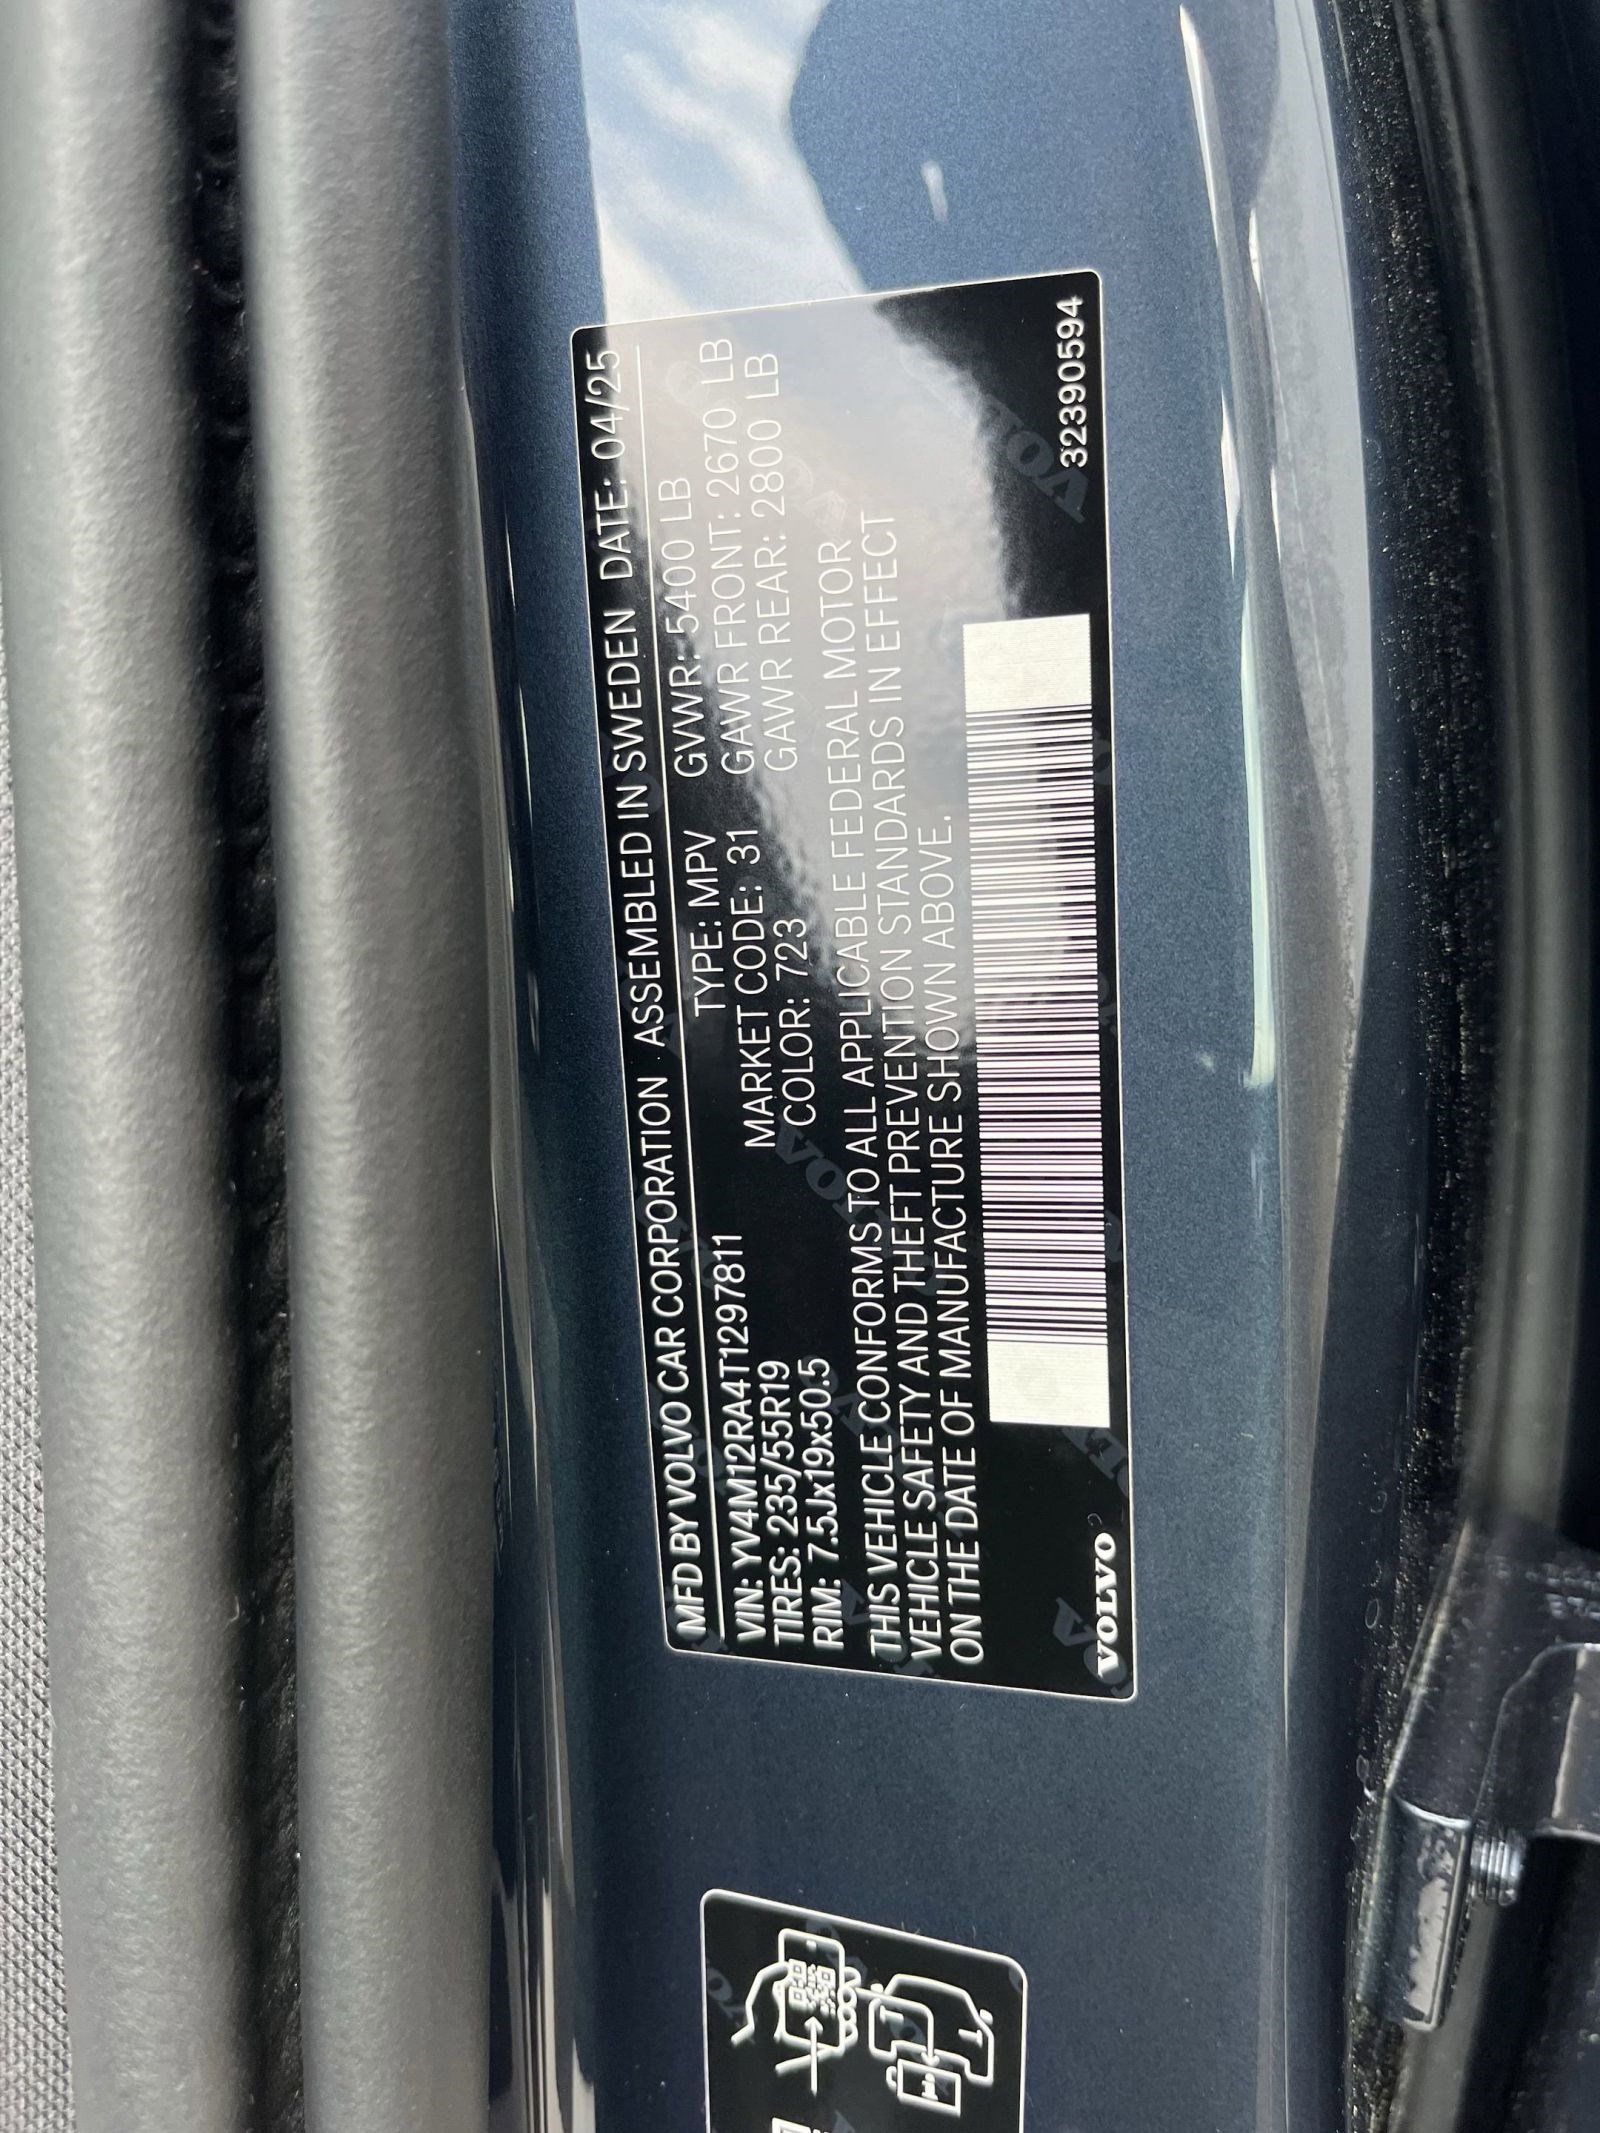 MFD BY VOLVO CAR CORPORATION ASSEMBLED IN SWEDEN DATE: 04/25
VIN: YV4M12RA4T1297811 TYPE: MPV GVWR: 5400 LB
TIRES: 235/55R19 MARKET CODE: 31 GAWR FRONT: 2670 LB
RIM: 7.5Jx19x50.5 COLOR: 723 GAWR REAR: 2800 LB
THIS VEHICLE CONFORMS TO ALL APPLICABLE FEDERAL MOTOR
VEHICLE SAFETY AND THEFT PREVENTION STANDARDS IN EFFECT
ON THE DATE OF MANUFACTURE SHOWN ABOVE.
VOLVO 32390594